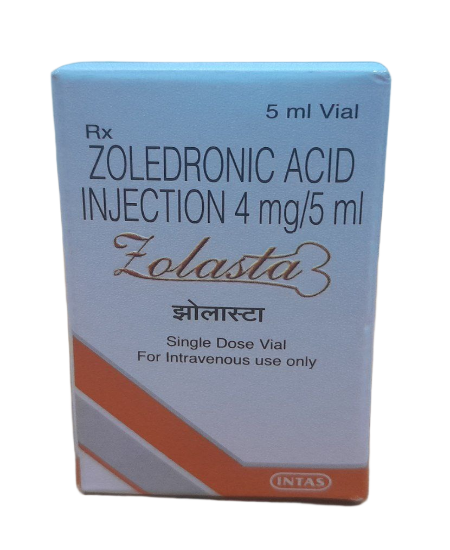 5 ml Vial
Rx
ZOLEDRONIC ACID
INJECTION 4 mg/5 ml
Zolasta
झोलास्टा
Single Dose Vial
For Intravenous use only
INTAS